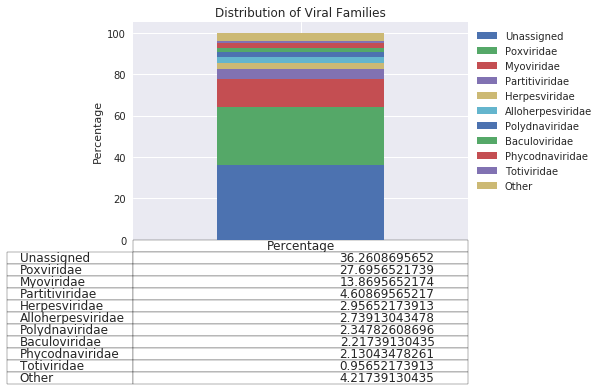 Distribution of Viral Families
100
80
60
40
20
0
Percentage
Unassigned
Poxviridae
Myoviridae
Partitiviridae
Herpesviridae
Alloherpesviridae
Polydnaviridae
Baculoviridae
Phycodnaviridae
Totiviridae
Other
Percentage
Unassigned 36.2608695652
Poxviridae 27.6956521739
Myoviridae 13.8695652174
Partitiviridae 4.60869565217
Herpesviridae 2.95652173913
Alloherpesviridae 2.73913043478
Polydnaviridae 2.34782608696
Baculoviridae 2.21739130435
Phycodnaviridae 2.13043478261
Totiviridae 0.95652173913
Other 4.21739130435